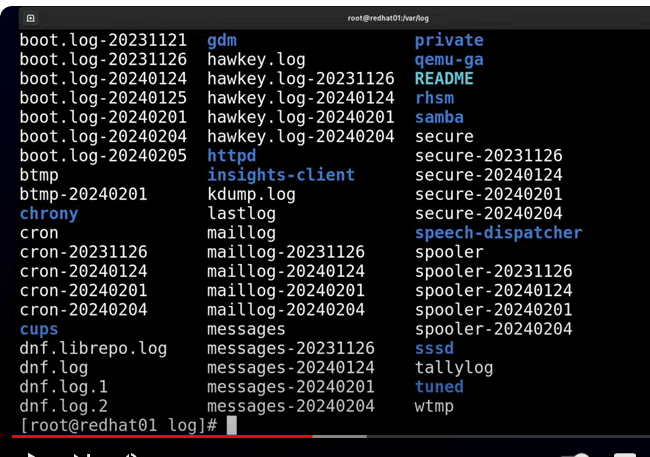 root@redhat01:/var/log
boot.log-20231121 gdm private
boot.log-20231126 hawkey.log qemu-ga
boot.log-20240124 hawkey.log-20231126 README
boot.log-20240125 hawkey.log-20240124 rhsm
boot.log-20240201 hawkey.log-20240201 samba
boot.log-20240204 hawkey.log-20240204 secure
boot.log-20240205 httpd secure-20231126
btmp insights-client secure-20240124
btmp-20240201 kdump.log secure-20240201
chrony lastlog secure-20240204
cron maillog speech-dispatcher
cron-20231126 maillog-20231126 spooler
cron-20240124 maillog-20240124 spooler-20231126
cron-20240201 maillog-20240201 spooler-20240124
cron-20240204 maillog-20240204 spooler-20240201
cups messages spooler-20240204
dnf.librepo.log messages-20231126 sssd
dnf.log messages-20240124 tallylog
dnf.log.1 messages-20240201 tuned
dnf.log.2 messages-20240204 wtmp
[root@redhat01 log]#